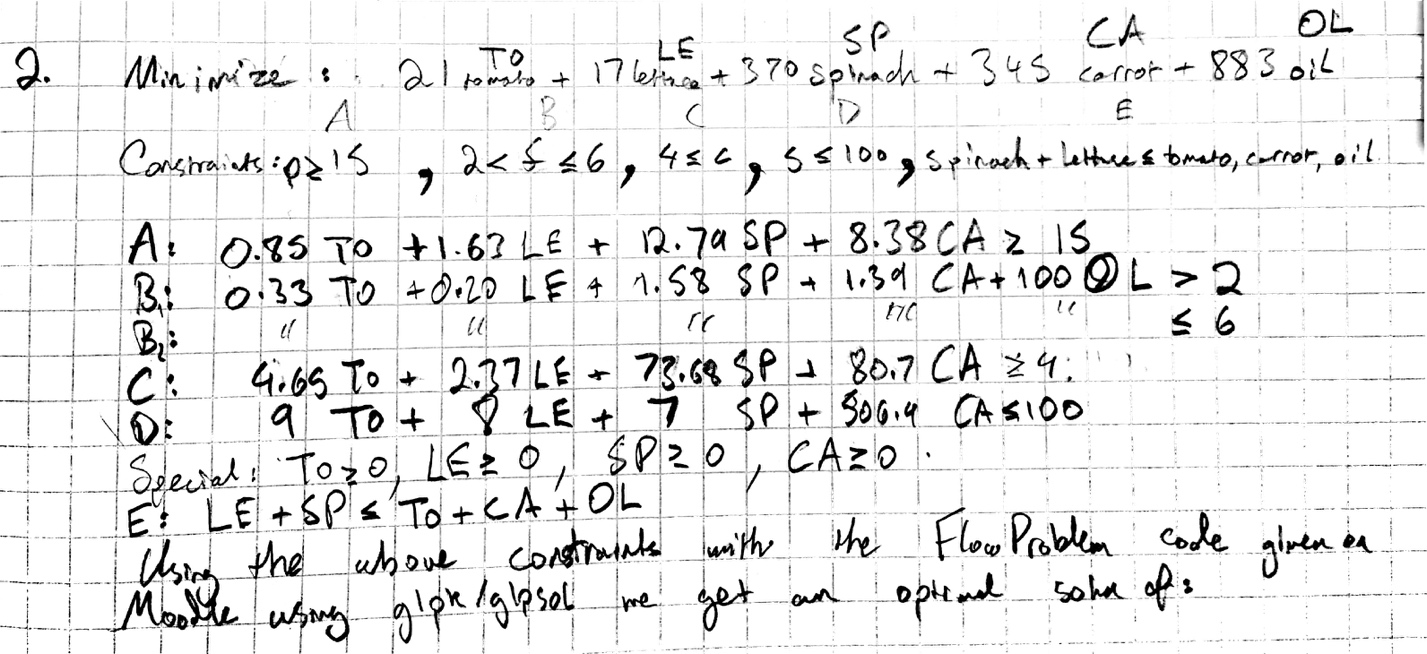 TO LE SP CA OL
2. Minimize : 21 tomato + 17 lettuce + 370 spinach + 345 carrot + 883 oil
A B C D E
Constraints: p ≥ 15 , 2 < f ≤ 6 , 4 ≤ c , s ≤ 100 , spinach + lettuce ≤ tomato, carrot, oil
A: 0.85 TO + 1.63 LE + 12.79 SP + 8.38 CA ≥ 15
B₁: 0.33 TO + 0.20 LE + 1.58 SP + 1.39 CA + 100 OL > 2
B₂: " " " " " ≤ 6
C: 4.65 TO + 2.37 LE + 73.68 SP + 80.7 CA ≥ 4.
D: 9 TO + 8 LE + 7 SP + 506.4 CA ≤ 100
Special: TO ≥ 0, LE ≥ 0, SP ≥ 0, CA ≥ 0.
E: LE + SP ≤ TO + CA + OL
Using the above constraints with the FlowProblem code given on
Moodle using glpk/glpsol we get an optimal soln of: